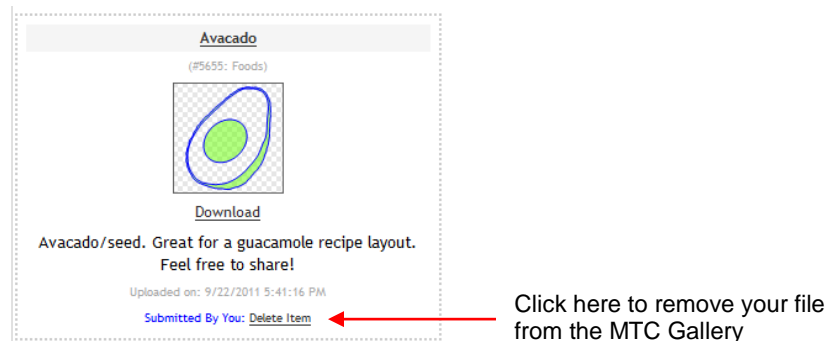 Avacado
(#5655: Foods)
Download
Avacado/seed. Great for a guacamole recipe layout.
Feel free to share!
Uploaded on: 9/22/2011 5:41:16 PM
Submitted By You: Delete Item
Click here to remove your file
from the MTC Gallery